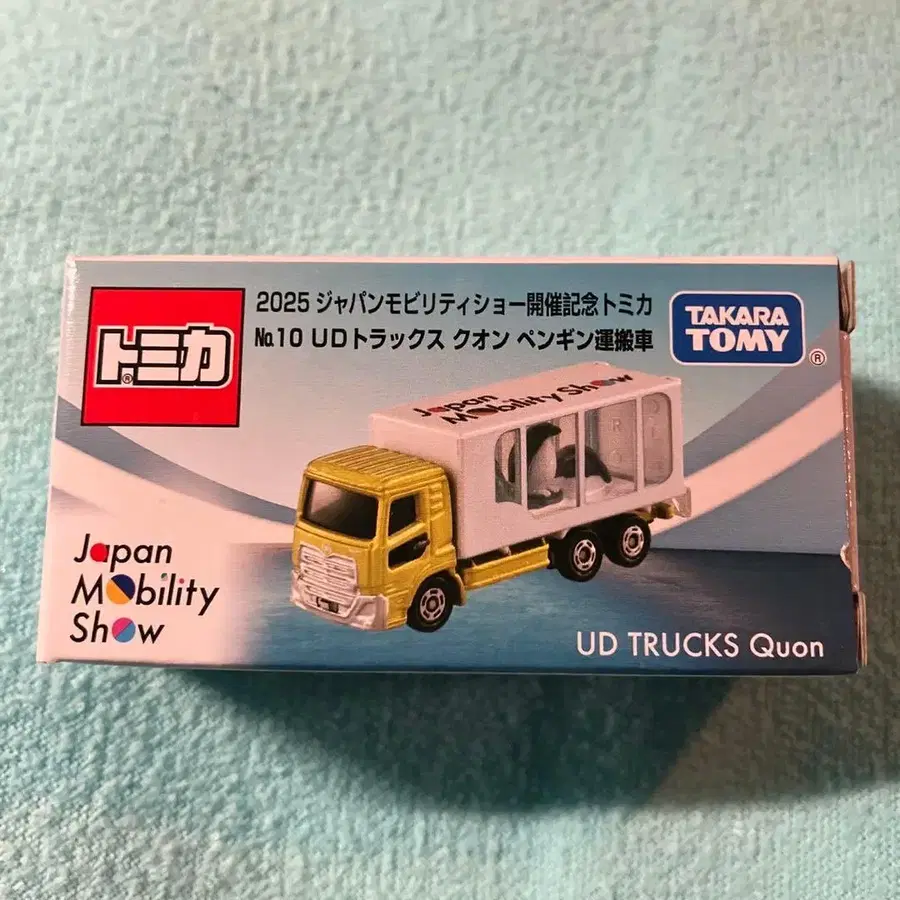 トミカ
®
2025 ジャパンモビリティショー開催記念トミカ
№10 UDトラックス クオン ペンギン運搬車
TAKARA
TOMY
®
Japan
Mobility Show
Japan
Mobility
Show
UD TRUCKS Quon